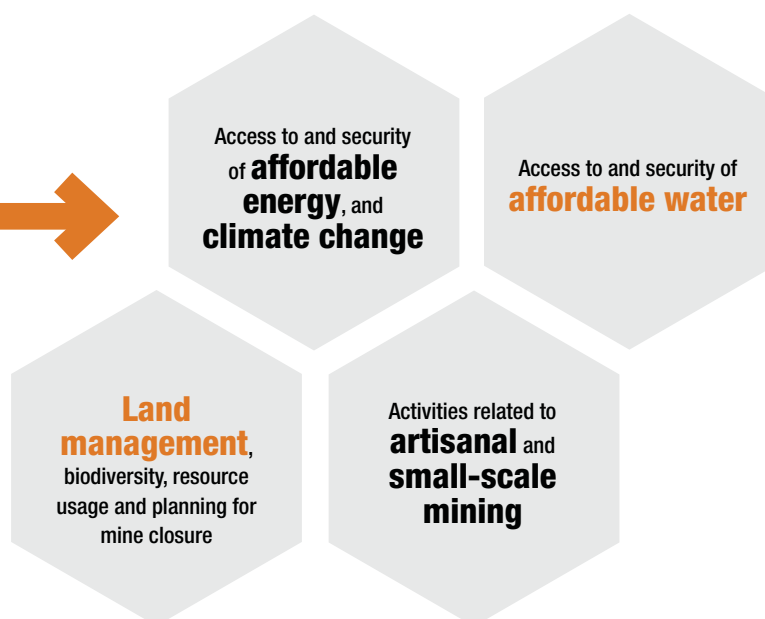 Access to and security
of affordable
energy, and
climate change
Access to and security of
affordable water
Land
management,
biodiversity, resource
usage and planning for
mine closure
Activities related to
artisanal and
small-scale
mining